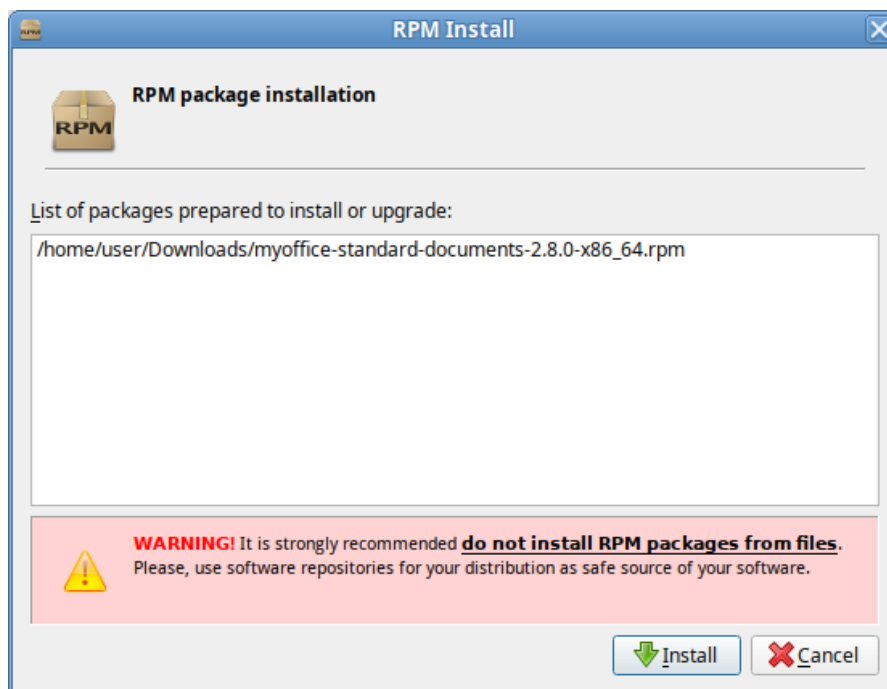 RPM Install
RPM package installation
RPM
List of packages prepared to install or upgrade:
/home/user/Downloads/myoffice-standard-documents-2.8.0-x86_64.rpm
WARNING! It is strongly recommended do not install RPM packages from files.
Please, use software repositories for your distribution as safe source of your software.
Install
Cancel